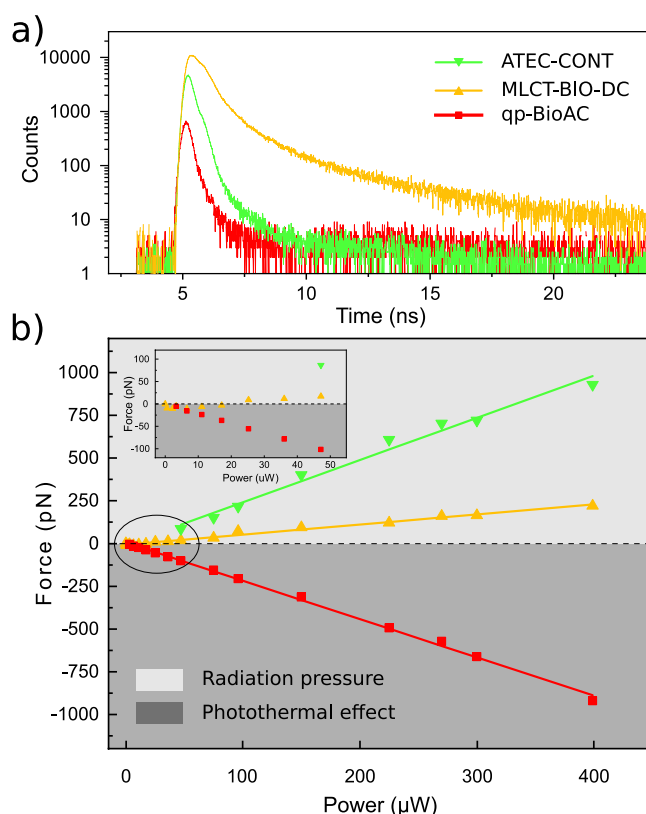 a)
10000
1000
100
10
1
Counts
ATEC-CONT
MLCT-BIO-DC
qp-BioAC
5 10 15 20
Time (ns)
b)
100
50
0
-50
-100
Force (pN)
0 10 20 30 40 50
Power (uW)
1000
750
500
250
0
-250
-500
-750
-1000
Force (pN)
Radiation pressure
Photothermal effect
0 100 200 300 400
Power (µW)